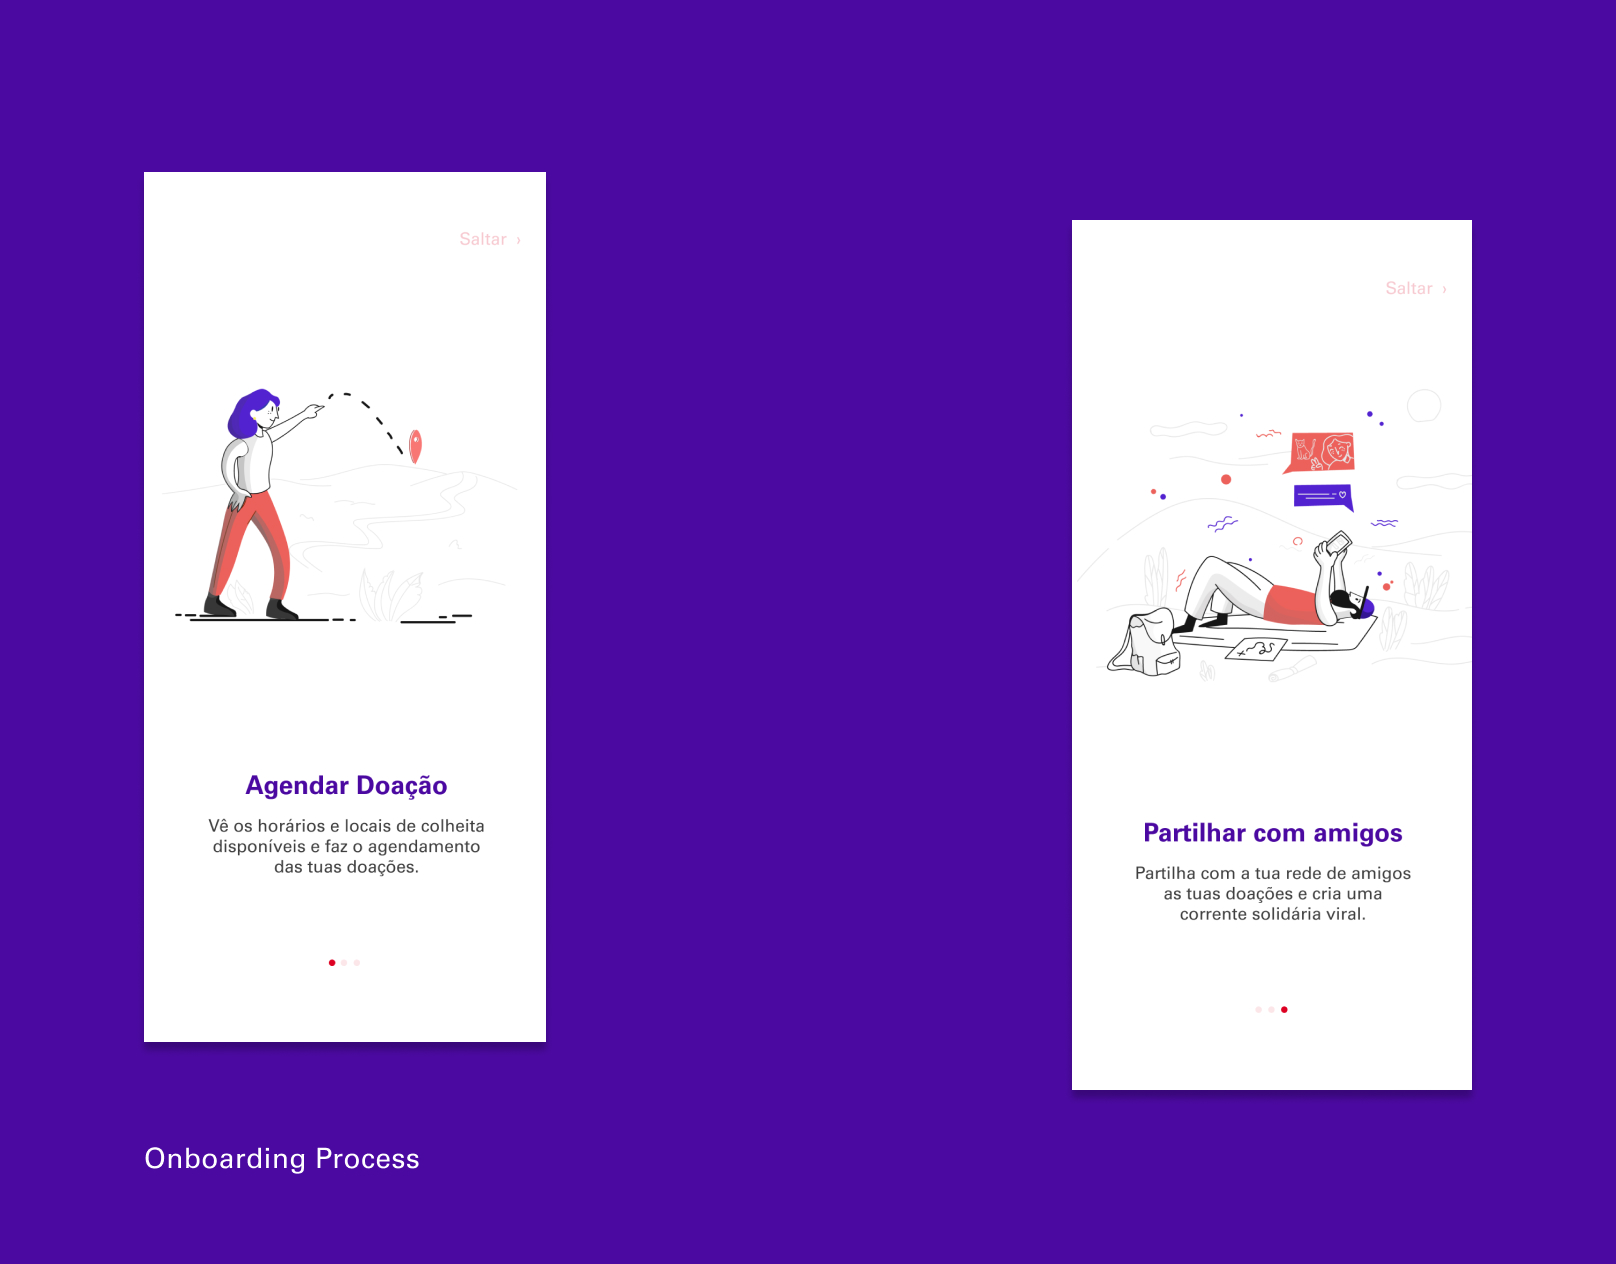 Saltar ›
Agendar Doação
Vê os horários e locais de colheita
disponíveis e faz o agendamento
das tuas doações.
Saltar ›
Partilhar com amigos
Partilha com a tua rede de amigos
as tuas doações e cria uma
corrente solidária viral.
Onboarding Process